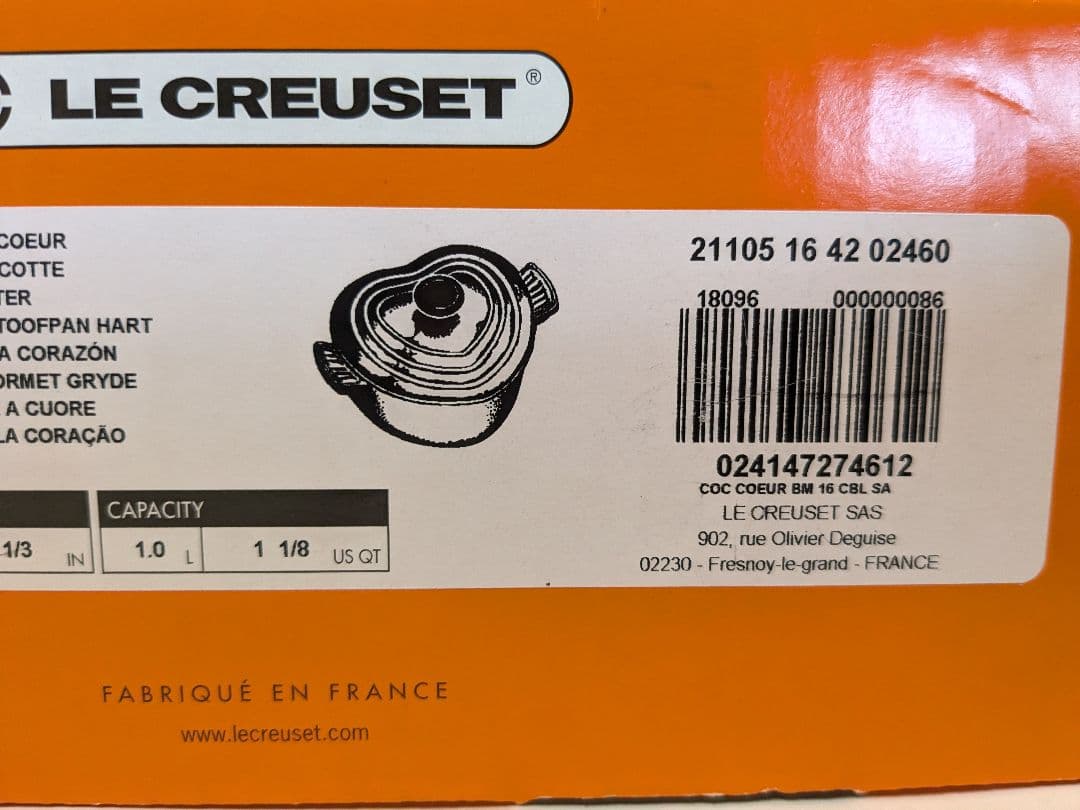 LE CREUSET®
COEUR
COTTE
TER
TOOFPAN HART
A CORAZÓN
ORMET GRYDE
A CUORE
LA CORAÇÃO
CAPACITY
1/3 IN
1.0 L
1 1/8 US QT
21105 16 42 02460
18096 000000086
024147274612
COC COEUR BM 16 CBL SA
LE CREUSET SAS
902, rue Olivier Deguise
02230 - Fresnoy-le-grand - FRANCE
FABRIQUÉ EN FRANCE
www.lecreuset.com